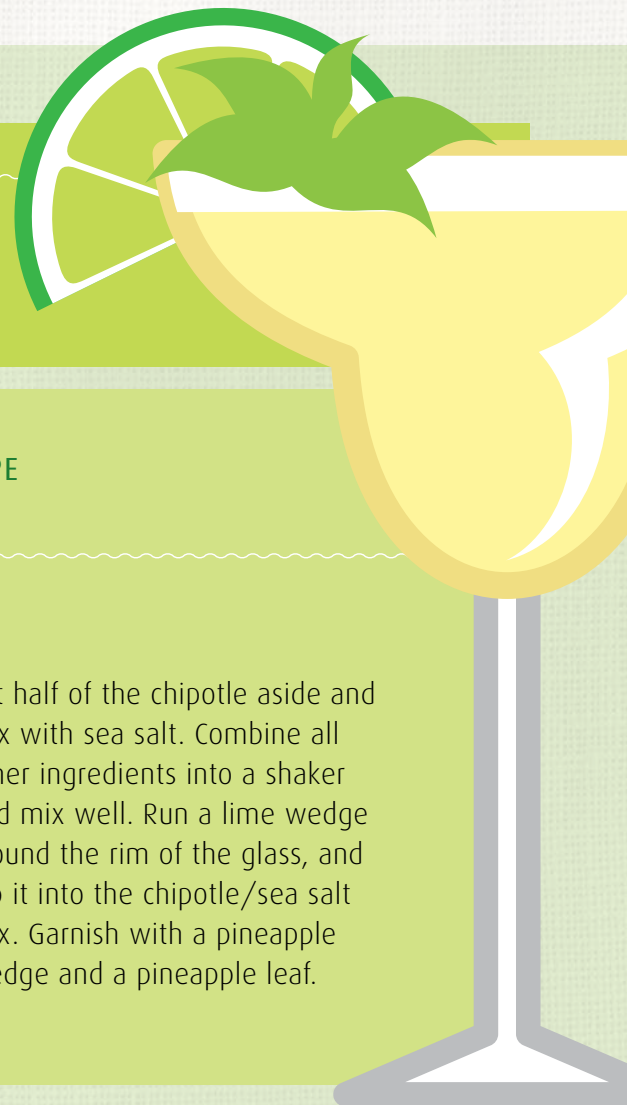 PE
t half of the chipotle aside and
x with sea salt. Combine all
her ingredients into a shaker
d mix well. Run a lime wedge
ound the rim of the glass, and
p it into the chipotle/sea salt
x. Garnish with a pineapple
edge and a pineapple leaf.